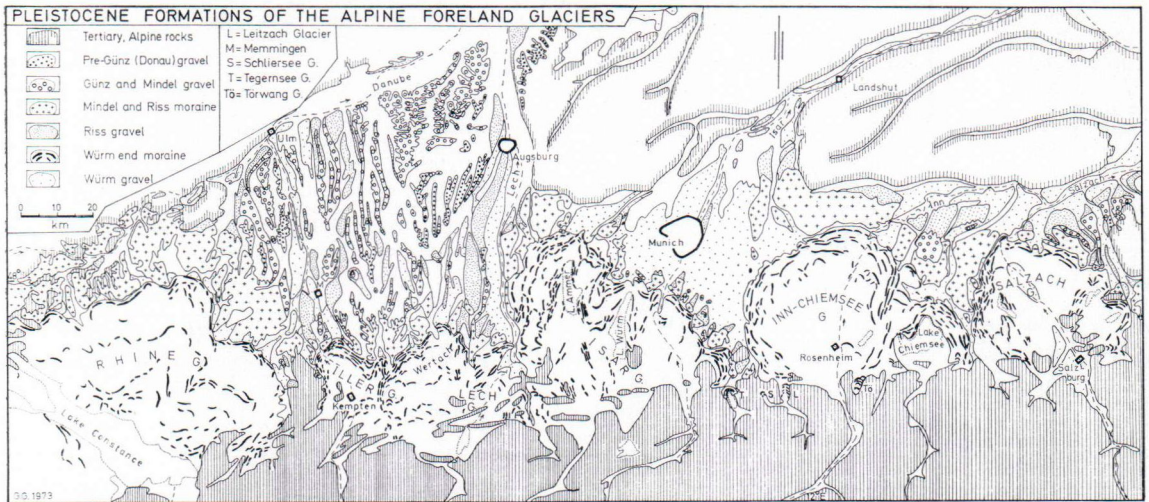 PLEISTOCENE FORMATIONS OF THE ALPINE FORELAND GLACIERS
Tertiary, Alpine rocks
Pre-Günz (Donau) gravel
Günz and Mindel gravel
Mindel and Riss moraine
Riss gravel
Würm end moraine
Würm gravel
0 10 20
km
L = Leitzach Glacier
M = Memmingen
S = Schliersee G.
T = Tegernsee G.
Tö = Törwang G.
Danube
Ulm
Augsburg
Lech
Isar
Landshut
Munich
Inn
Salzach
RHINE G
Lake Constance
ILLER G
Kempten
Wertach
LECH G
Ammer
Würm
ISAR G
T
S
INN-CHIEMSEE
G
Rosenheim
Tö
Lake
Chiemsee
SALZACH
G
Salz-
burg
12°E
G.G. 1973